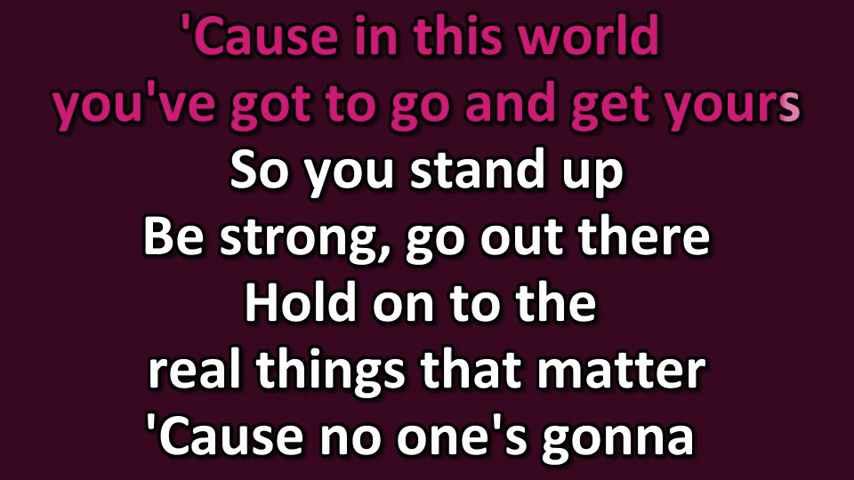 'Cause in this world
you've got to go and get yours
So you stand up
Be strong, go out there
Hold on to the
real things that matter
'Cause no one's gonna